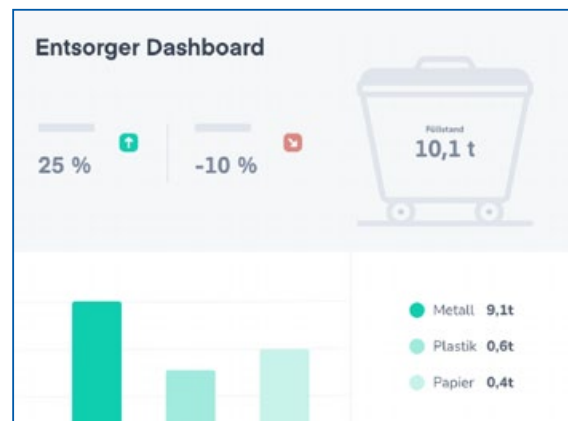 Entsorger Dashboard
25 %
-10 %
Füllstand
10,1 t
Metall 9,1t
Plastik 0,6t
Papier 0,4t